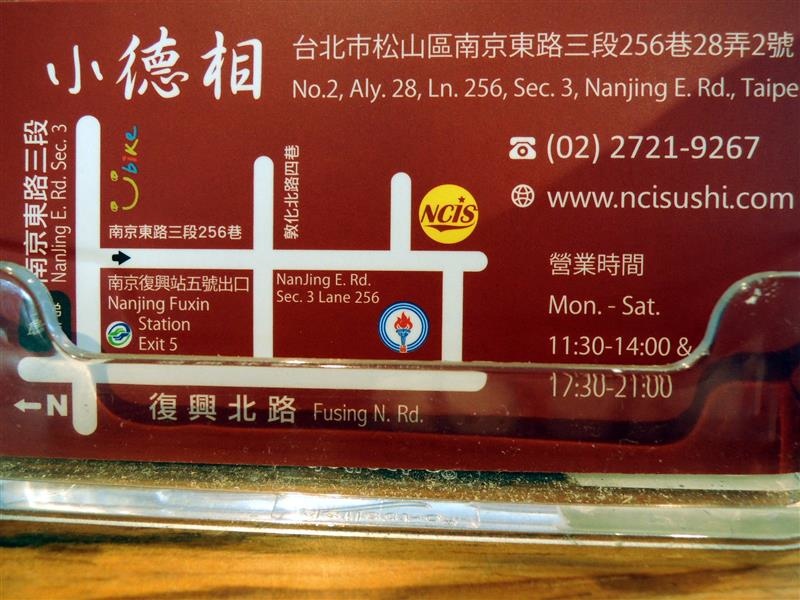 小德相
台北市松山區南京東路三段256巷28弄2號
No.2, Aly. 28, Ln. 256, Sec. 3, Nanjing E. Rd., Taipe
(02) 2721-9267
www.ncisushi.com
營業時間
Mon. - Sat.
11:30-14:00 &
17:30-21:00
南京東路三段
NanJing E. Rd. Sec. 3
Ubike
南京東路三段256巷
敦化北路四巷
NCIS
南京復興站五號出口
Nanjing Fuxin
Station
Exit 5
NanJing E. Rd.
Sec. 3 Lane 256
N
復興北路 Fusing N. Rd.